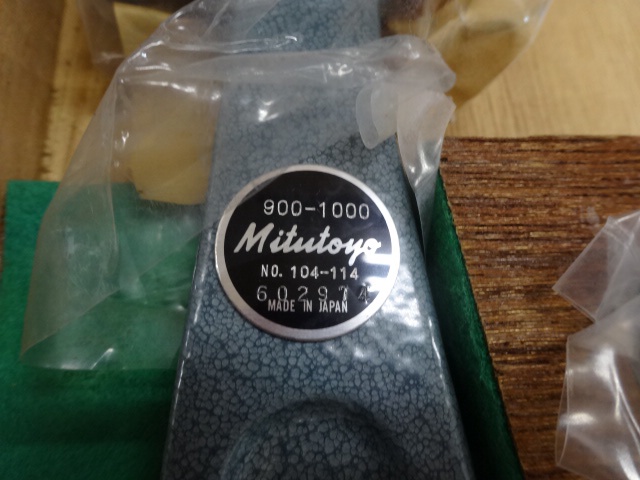 900-1000
Mitutoyo
NO. 104-114
602974
MADE IN JAPAN